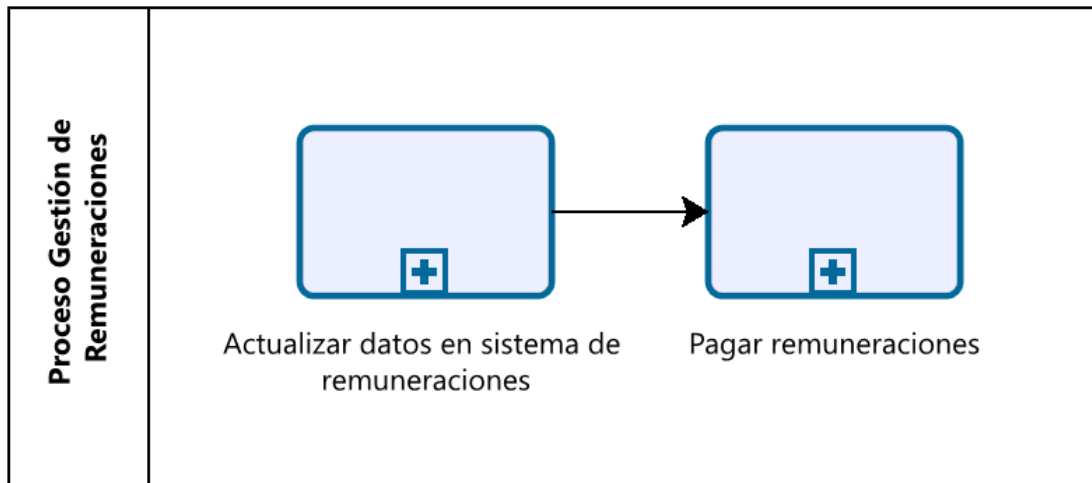 Proceso Gestión de
Remuneraciones
Actualizar datos en sistema de
remuneraciones
Pagar remuneraciones